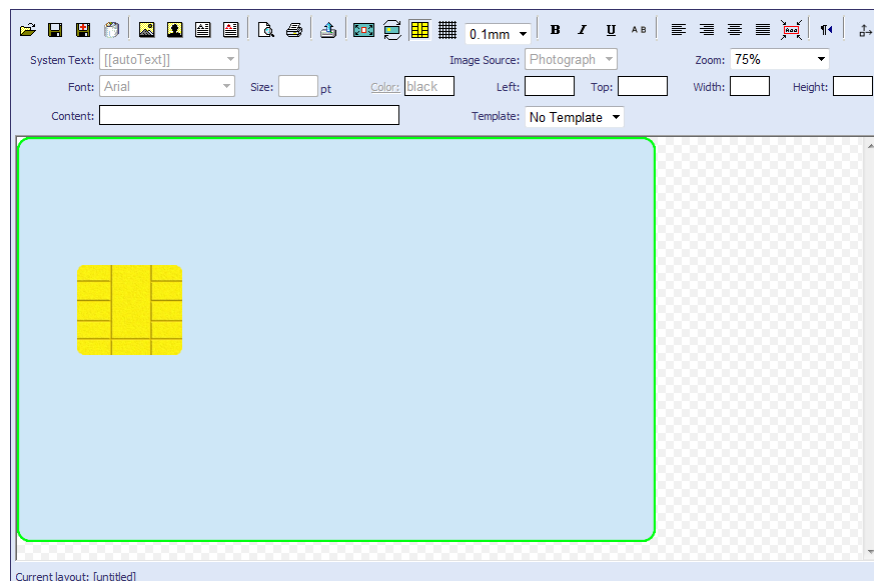 0.1mm B I U A B
System Text: [[autoText]] Image Source: Photograph Zoom: 75%
Font: Arial Size: pt Color: black Left: Top: Width: Height:
Content: Template: No Template
Current layout: [untitled]